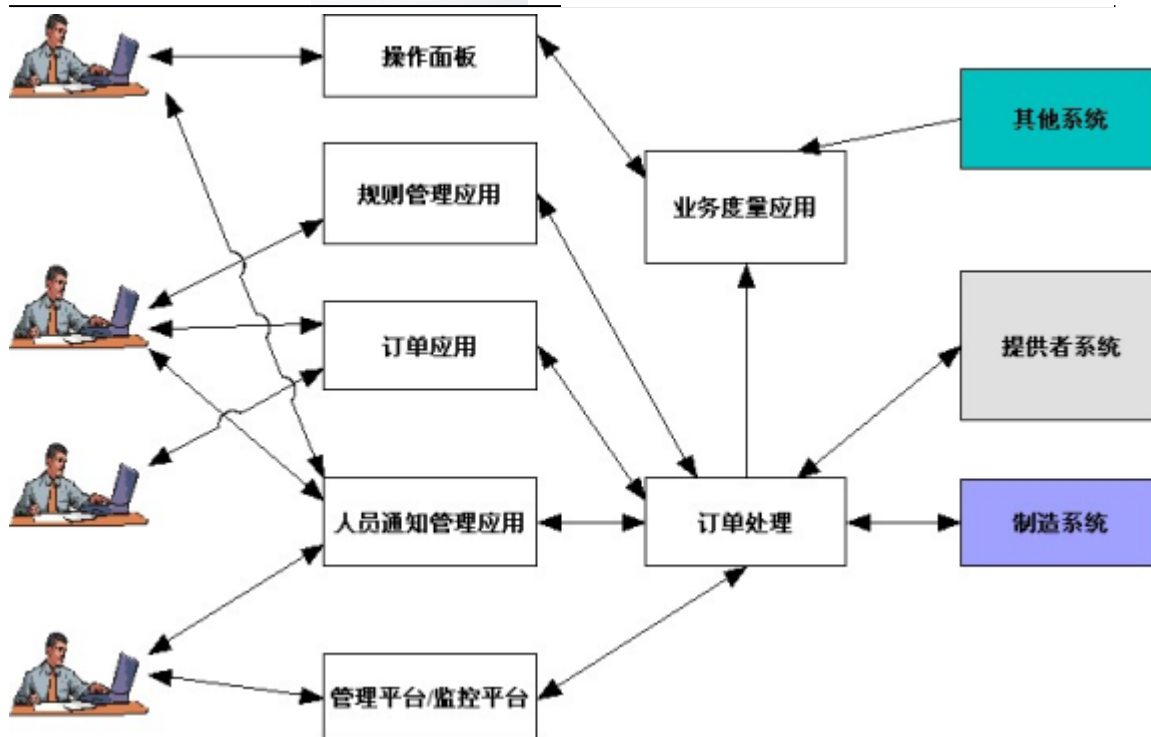 操作面板
其他系统
规则管理应用
业务度量应用
订单应用
提供者系统
人员通知管理应用
订单处理
制造系统
管理平台/监控平台